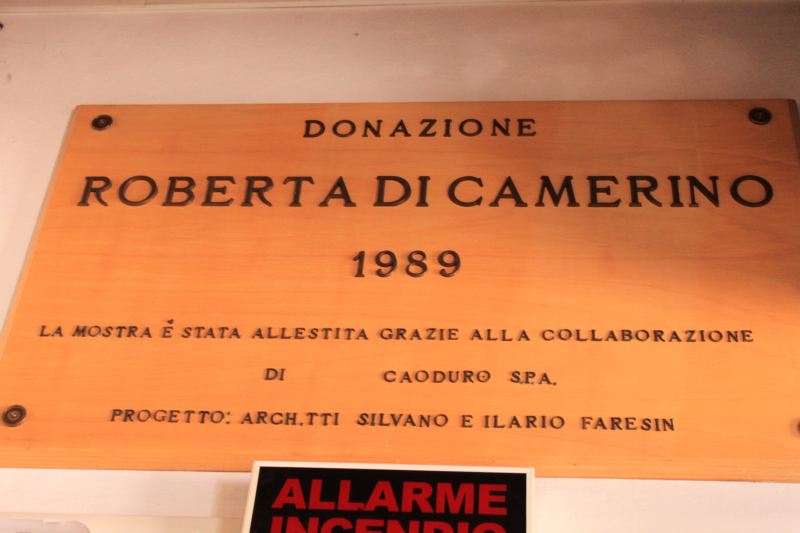 DONAZIONE
ROBERTA DI CAMERINO
1989
LA MOSTRA É STATA ALLESTITA GRAZIE ALLA COLLABORAZIONE
DI CAODURO S.P.A.
PROGETTO: ARCH.TTI SILVANO E ILARIO FARESIN
ALLARME
INCENDIO